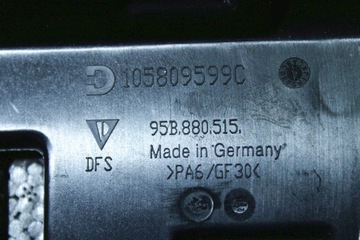 105809599C
95B.880.515.
DFS
Made in Germany
>PA6/GF30<